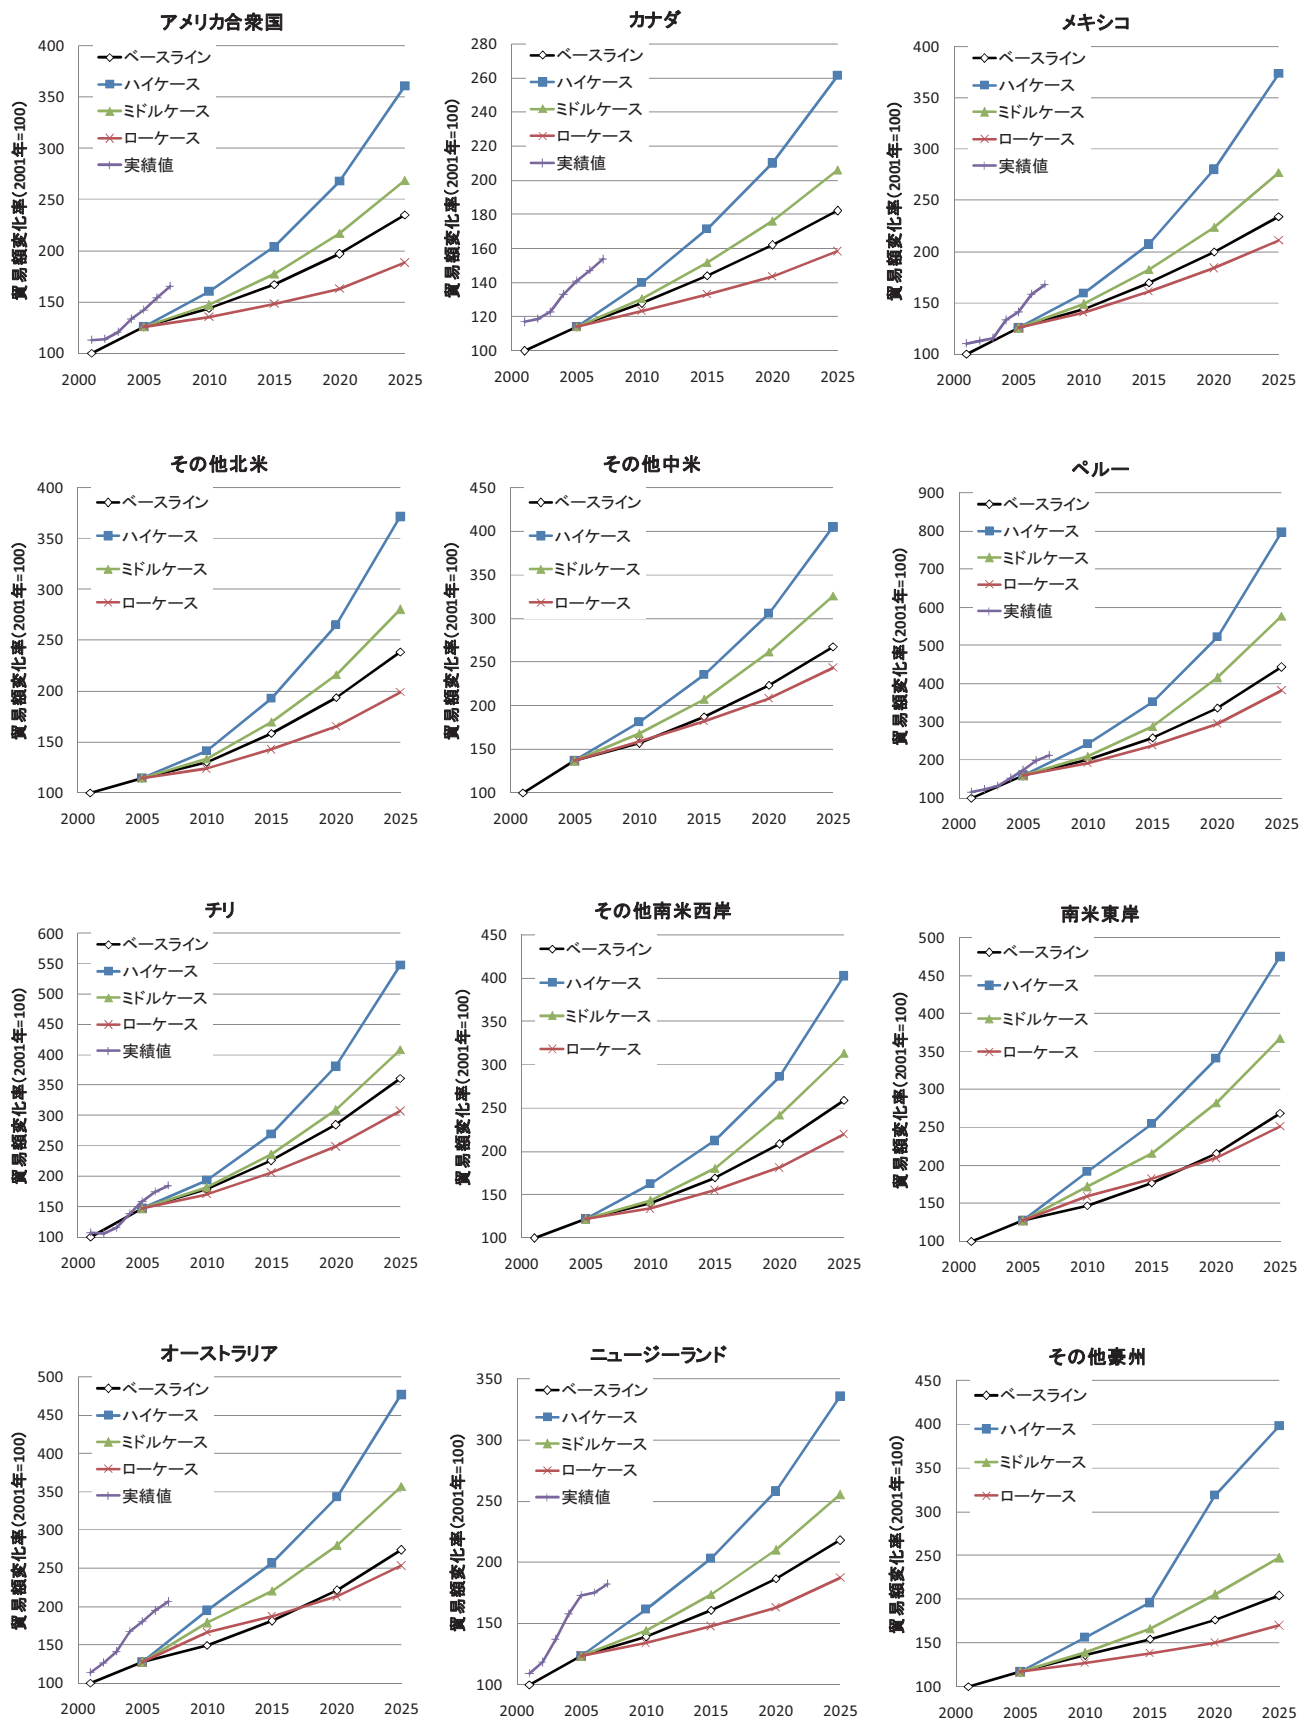 アメリカ合衆国
貿易額変化率(2001年=100)
400
350
300
250
200
150
100
2000 2005 2010 2015 2020 2025
ベースライン
ハイケース
ミドルケース
ローケース
実績値
カナダ
貿易額変化率(2001年=100)
280
260
240
220
200
180
160
140
120
100
2000 2005 2010 2015 2020 2025
ベースライン
ハイケース
ミドルケース
ローケース
実績値
メキシコ
貿易額変化率(2001年=100)
400
350
300
250
200
150
100
2000 2005 2010 2015 2020 2025
ベースライン
ハイケース
ミドルケース
ローケース
実績値
その他北米
貿易額変化率(2001年=100)
400
350
300
250
200
150
100
2000 2005 2010 2015 2020 2025
ベースライン
ハイケース
ミドルケース
ローケース
その他中米
貿易額変化率(2001年=100)
450
400
350
300
250
200
150
100
2000 2005 2010 2015 2020 2025
ベースライン
ハイケース
ミドルケース
ローケース
ペルー
貿易額変化率(2001年=100)
900
800
700
600
500
400
300
200
100
2000 2005 2010 2015 2020 2025
ベースライン
ハイケース
ミドルケース
ローケース
実績値
チリ
貿易額変化率(2001年=100)
600
550
500
450
400
350
300
250
200
150
100
2000 2005 2010 2015 2020 2025
ベースライン
ハイケース
ミドルケース
ローケース
実績値
その他南米西岸
貿易額変化率(2001年=100)
450
400
350
300
250
200
150
100
2000 2005 2010 2015 2020 2025
ベースライン
ハイケース
ミドルケース
ローケース
南米東岸
貿易額変化率(2001年=100)
500
450
400
350
300
250
200
150
100
2000 2005 2010 2015 2020 2025
ベースライン
ハイケース
ミドルケース
ローケース
オーストラリア
貿易額変化率(2001年=100)
500
450
400
350
300
250
200
150
100
2000 2005 2010 2015 2020 2025
ベースライン
ハイケース
ミドルケース
ローケース
実績値
ニュージーランド
貿易額変化率(2001年=100)
350
300
250
200
150
100
2000 2005 2010 2015 2020 2025
ベースライン
ハイケース
ミドルケース
ローケース
実績値
その他豪州
貿易額変化率(2001年=100)
450
400
350
300
250
200
150
100
2000 2005 2010 2015 2020 2025
ベースライン
ハイケース
ミドルケース
ローケース